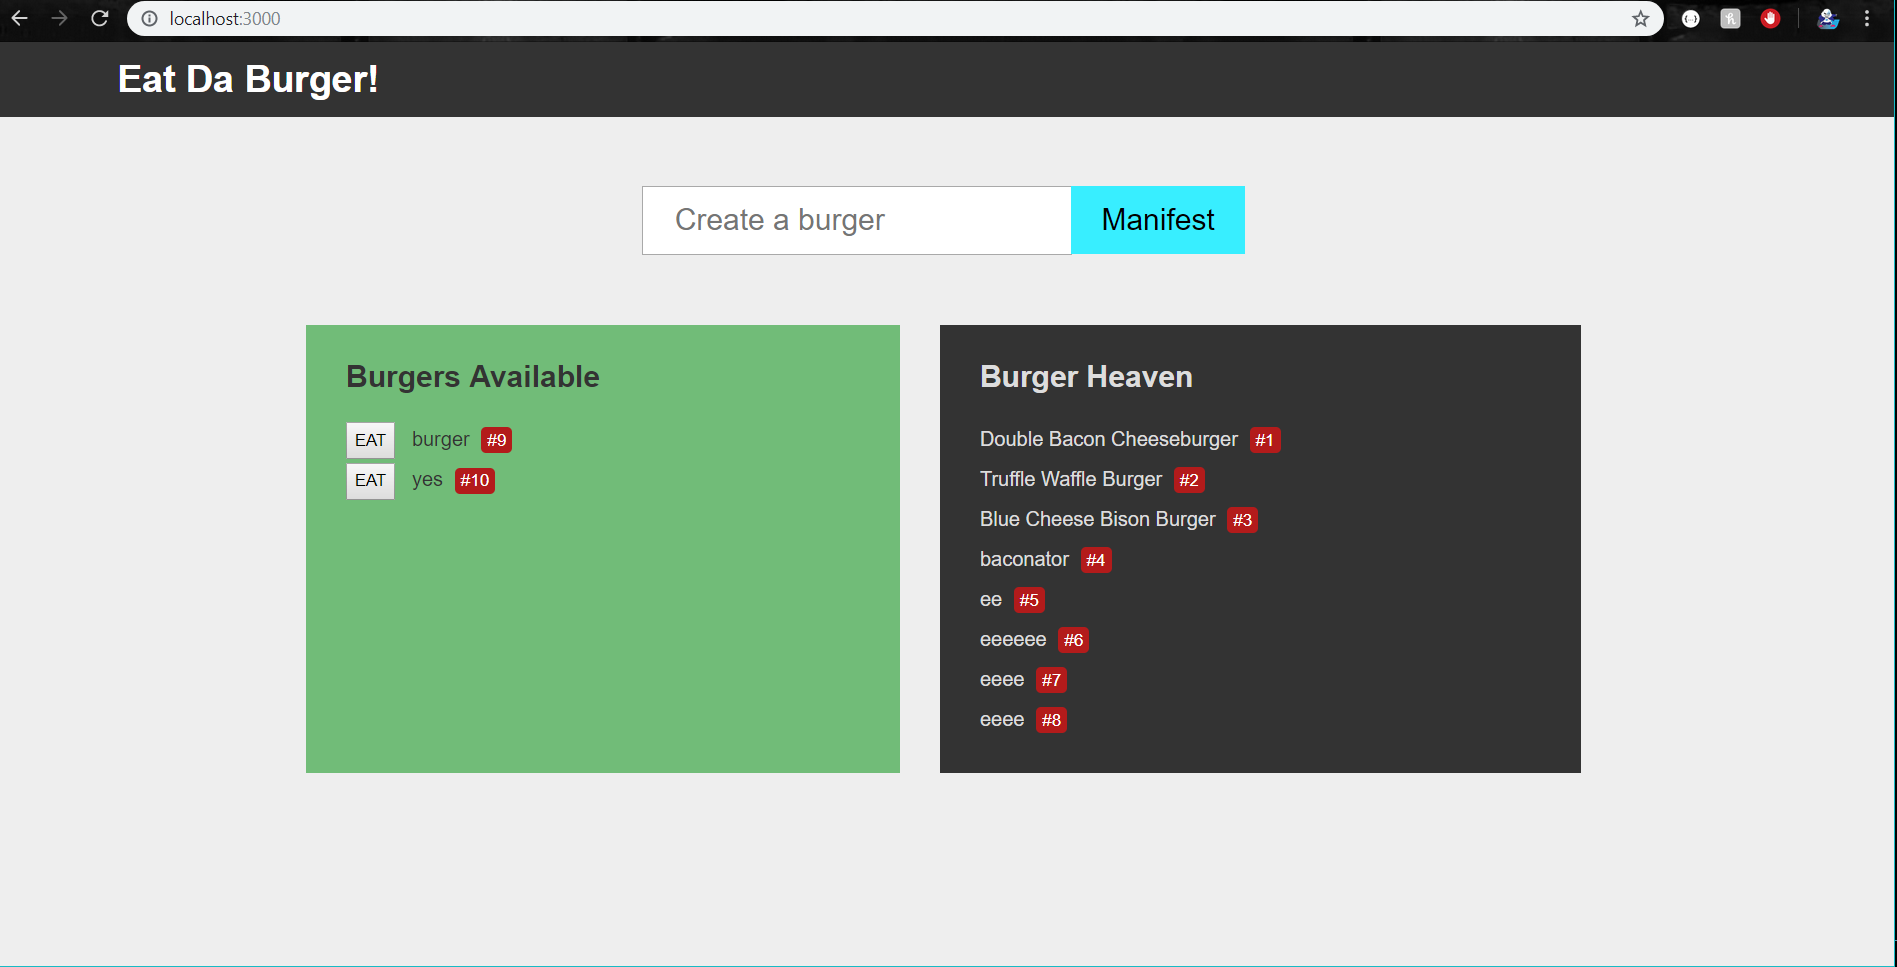 localhost:3000
Eat Da Burger!
Create a burger
Manifest
Burgers Available
EAT burger #9
EAT yes #10
Burger Heaven
Double Bacon Cheeseburger #1
Truffle Waffle Burger #2
Blue Cheese Bison Burger #3
baconator #4
ee #5
eeeeee #6
eeee #7
eeee #8